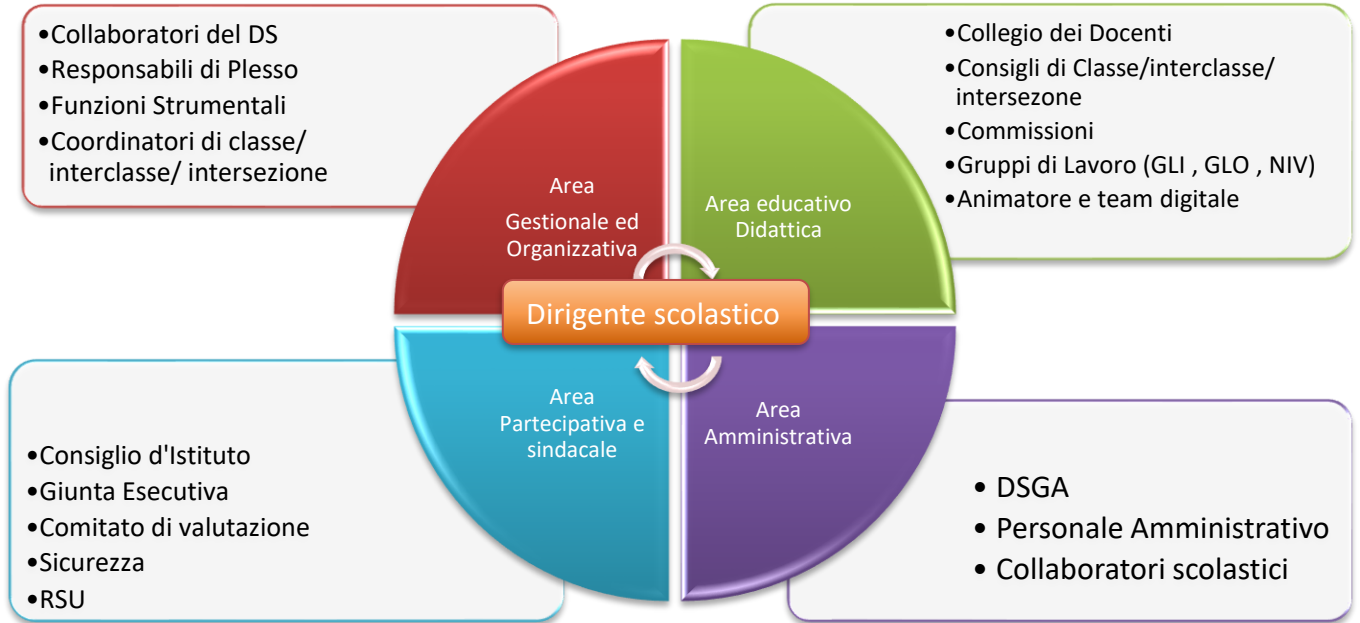 •Collaboratori del DS
•Responsabili di Plesso
•Funzioni Strumentali
•Coordinatori di classe/
interclasse/ intersezione
•Collegio dei Docenti
•Consigli di Classe/interclasse/
intersezone
•Commissioni
•Gruppi di Lavoro (GLI , GLO , NIV)
•Animatore e team digitale
Area
Gestionale ed
Organizzativa
Area educativo
Didattica
Dirigente scolastico
Area
Partecipativa e
sindacale
Area
Amministrativa
•Consiglio d'Istituto
•Giunta Esecutiva
•Comitato di valutazione
•Sicurezza
•RSU
• DSGA
• Personale Amministrativo
• Collaboratori scolastici